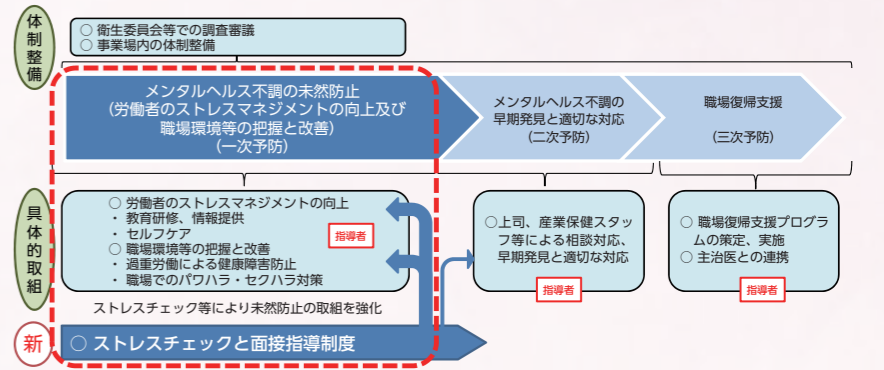 体制整備
○ 衛生委員会等での調査審議
○ 事業場内の体制整備
メンタルヘルス不調の未然防止
(労働者のストレスマネジメントの向上及び
職場環境等の把握と改善)
(一次予防)
メンタルヘルス不調の
早期発見と適切な対応
(二次予防)
職場復帰支援
(三次予防)
具体的取組
○ 労働者のストレスマネジメントの向上
・ 教育研修、情報提供
・ セルフケア
○ 職場環境等の把握と改善
・ 過重労働による健康障害防止
・ 職場でのパワハラ・セクハラ対策
指導者
○上司、産業保健スタッ
フ等による相談対応、
早期発見と適切な対応
指導者
○ 職場復帰支援プログラ
ムの策定、実施
○ 主治医との連携
指導者
ストレスチェック等により未然防止の取組を強化
新
○ ストレスチェックと面接指導制度